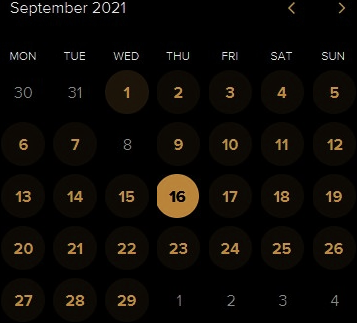 September 2021
MON TUE WED THU FRI SAT SUN
30 31 1 2 3 4 5
6 7 8 9 10 11 12
13 14 15 16 17 18 19
20 21 22 23 24 25 26
27 28 29 1 2 3 4